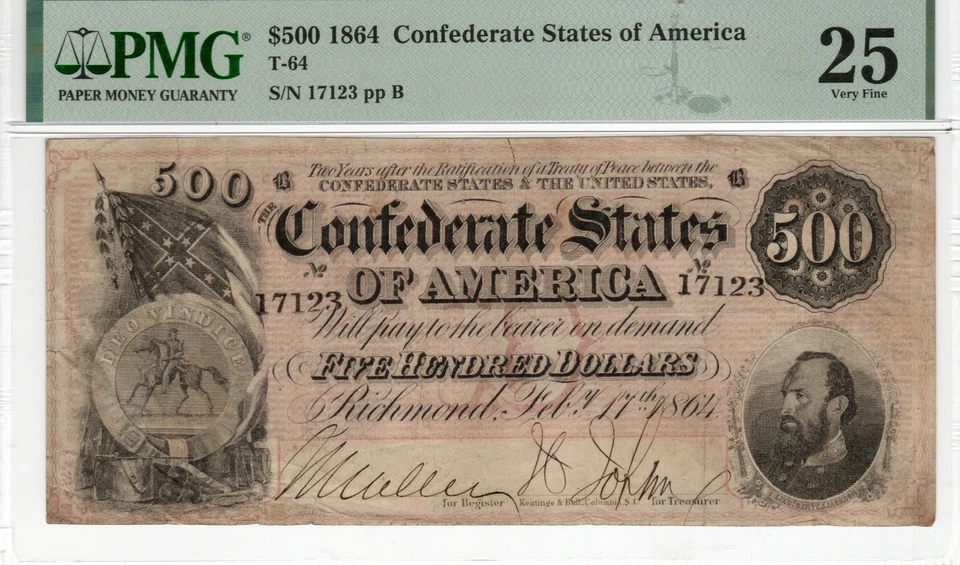 PMG®
PAPER MONEY GUARANTY
$500 1864 Confederate States of America
T-64
S/N 17123 pp B
25
Very Fine
500
Two Years after the Ratification of a Treaty of Peace between the
B CONFEDERATE STATES & THE UNITED STATES, B
THE
Confederate States
500
No No
17123 OF AMERICA 17123
DEO VINDICE
Will pay to the bearer on demand
FIVE HUNDRED DOLLARS
Richmond, Feb.y 17th 1864
for Register Keatinge & Ball, Columbia, S.C. for Treasurer